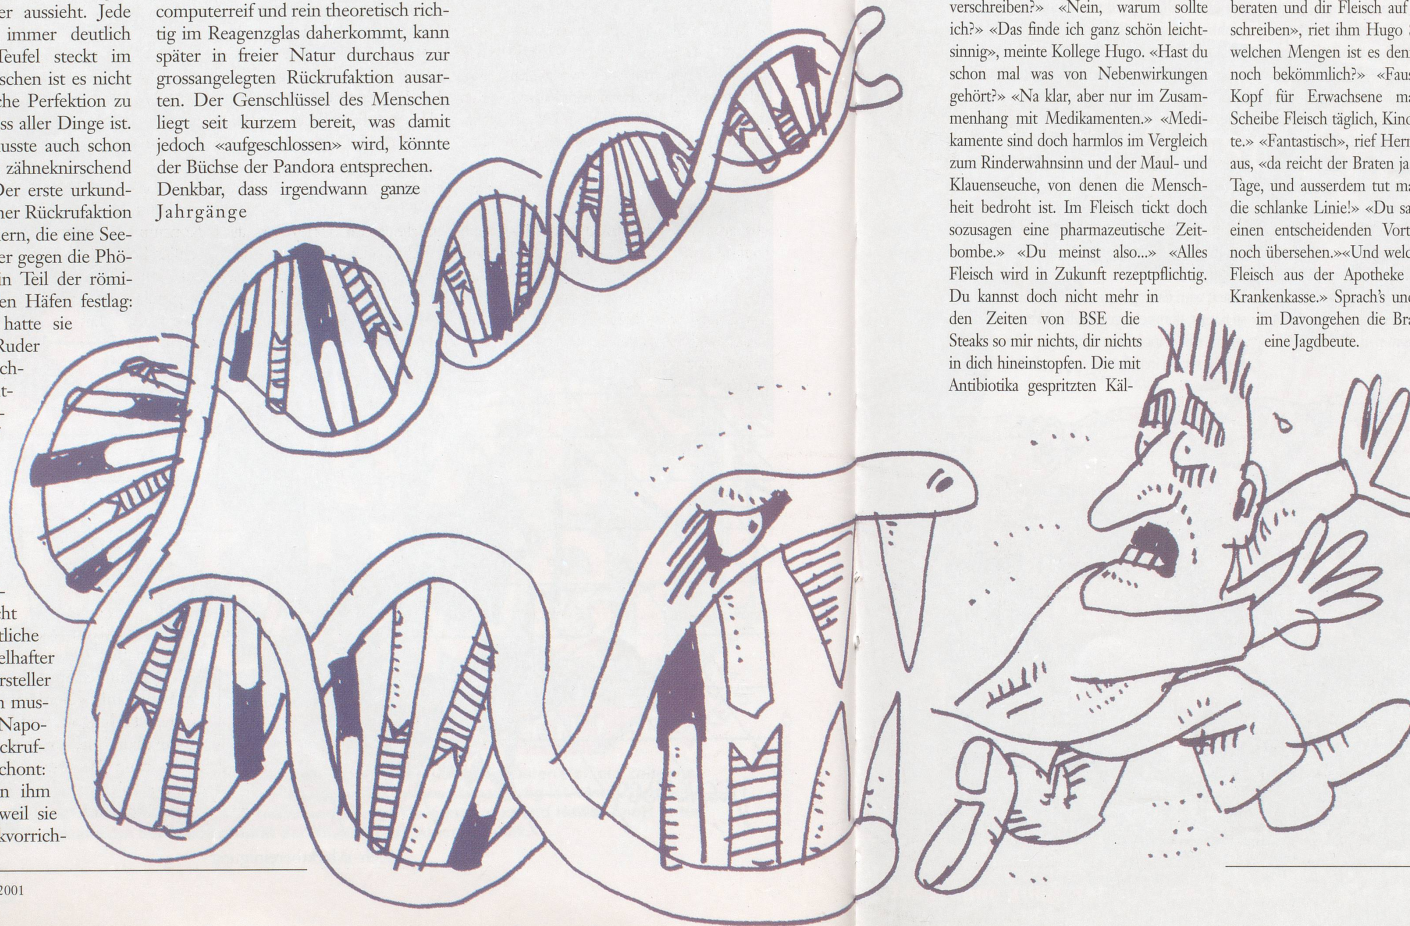 er aussieht. Jede
immer deutlich
Teufel steckt im
schen ist es nicht
che Perfektion zu
ss aller Dinge ist.
usste auch schon
zähneknirschend
Der erste urkund-
her Rückrufaktion
ern, die eine See-
er gegen die Phö-
in Teil der römi-
en Häfen festlag:
hatte sie
Ruder
ch-
t-
-
-
cht
tliche
elhafter
rsteller
n mus-
Napo-
ckruf-
chont:
n ihm
weil sie
kvorrich-
2001
computerreif und rein theoretisch rich-
tig im Reagenzglas daherkommt, kann
später in freier Natur durchaus zur
grossangelegten Rückrufaktion ausar-
ten. Der Genschlüssel des Menschen
liegt seit kurzem bereit, was damit
jedoch «aufgeschlossen» wird, könnte
der Büchse der Pandora entsprechen.
Denkbar, dass irgendwann ganze
Jahrgänge
verschreiben?» «Nein, warum sollte
ich?» «Das finde ich ganz schön leicht-
sinnig», meinte Kollege Hugo. «Hast du
schon mal was von Nebenwirkungen
gehört?» «Na klar, aber nur im Zusam-
menhang mit Medikamenten.» «Medi-
kamente sind doch harmlos im Vergleich
zum Rinderwahnsinn und der Maul- und
Klauenseuche, von denen die Mensch-
heit bedroht ist. Im Fleisch tickt doch
sozusagen eine pharmazeutische Zeit-
bombe.» «Du meinst also...» «Alles
Fleisch wird in Zukunft rezeptpflichtig.
Du kannst doch nicht mehr in
den Zeiten von BSE die
Steaks so mir nichts, dir nichts
in dich hineinstopfen. Die mit
Antibiotika gespritzten Käl-
beraten und dir Fleisch auf
schreiben», riet ihm Hugo
welchen Mengen ist es den
noch bekömmlich?» «Faus
Kopf für Erwachsene ma
Scheibe Fleisch täglich, Kind
te.» «Fantastisch», rief Herm
aus, «da reicht der Braten ja
Tage, und ausserdem tut ma
die schlanke Linie!» «Du sa
einen entscheidenden Vort
noch übersehen.»«Und welc
Fleisch aus der Apotheke
Krankenkasse.» Sprach's und
im Davongehen die Bra
eine Jagdbeute.